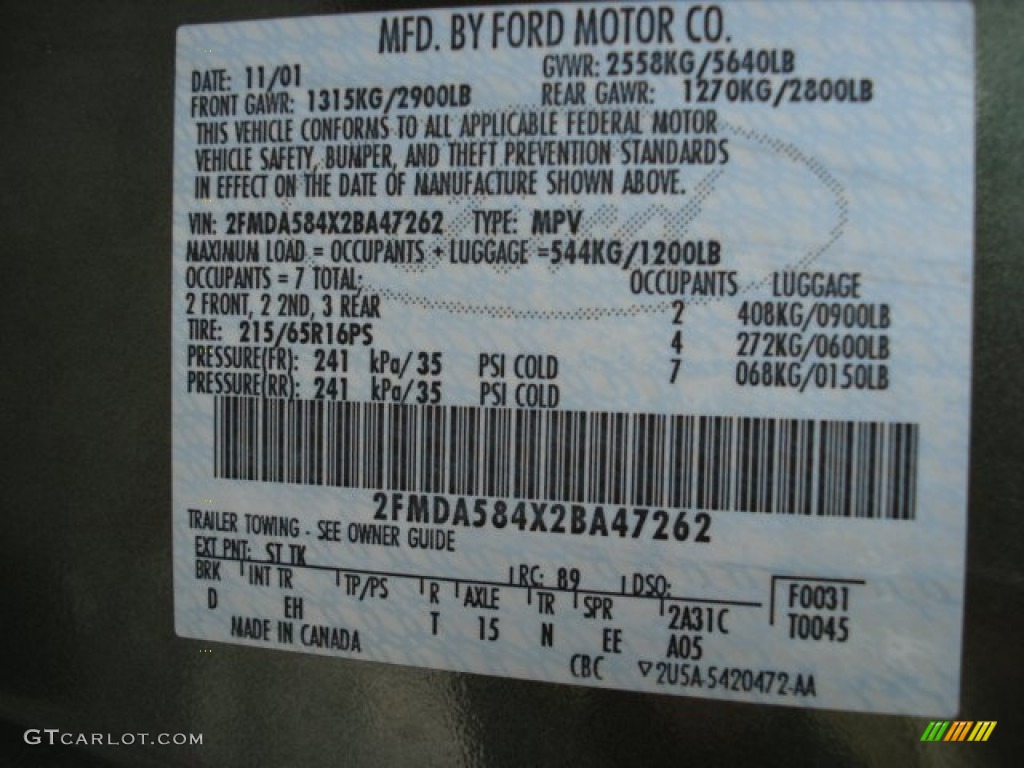 MFD. BY FORD MOTOR CO.
DATE: 11/01 GVWR: 2558KG/5640LB
FRONT GAWR: 1315KG/2900LB REAR GAWR: 1270KG/2800LB
THIS VEHICLE CONFORMS TO ALL APPLICABLE FEDERAL MOTOR
VEHICLE SAFETY, BUMPER, AND THEFT PREVENTION STANDARDS
IN EFFECT ON THE DATE OF MANUFACTURE SHOWN ABOVE.
VIN: 2FMDA584X2BA47262 TYPE: MPV
MAXIMUM LOAD = OCCUPANTS + LUGGAGE =544KG/1200LB
OCCUPANTS = 7 TOTAL; OCCUPANTS LUGGAGE
2 FRONT, 2 2ND, 3 REAR 2 408KG/0900LB
TIRE: 215/65R16PS 4 272KG/0600LB
PRESSURE(FR): 241 kPa/35 PSI COLD 7 068KG/0150LB
PRESSURE(RR): 241 kPa/35 PSI COLD
2FMDA584X2BA47262
TRAILER TOWING - SEE OWNER GUIDE
EXT PNT: ST TK RC: 89 DSO: F0031
BRK INT TR TP/PS R AXLE TR SPR 2A31C T0045
D EH T 15 N EE A05
MADE IN CANADA CBC ▽2U5A-5420472-AA
GTCARLOT.COM